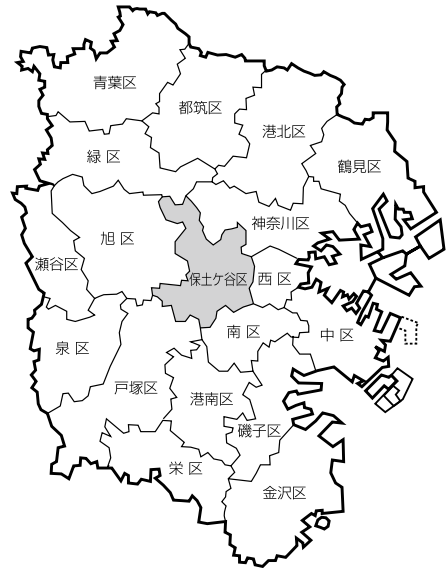 青葉区
都筑区
港北区
緑 区
鶴見区
神奈川区
旭 区
瀬谷区
保土ケ谷区
西 区
泉 区
南 区
中 区
戸塚区
港南区
磯子区
栄 区
金沢区